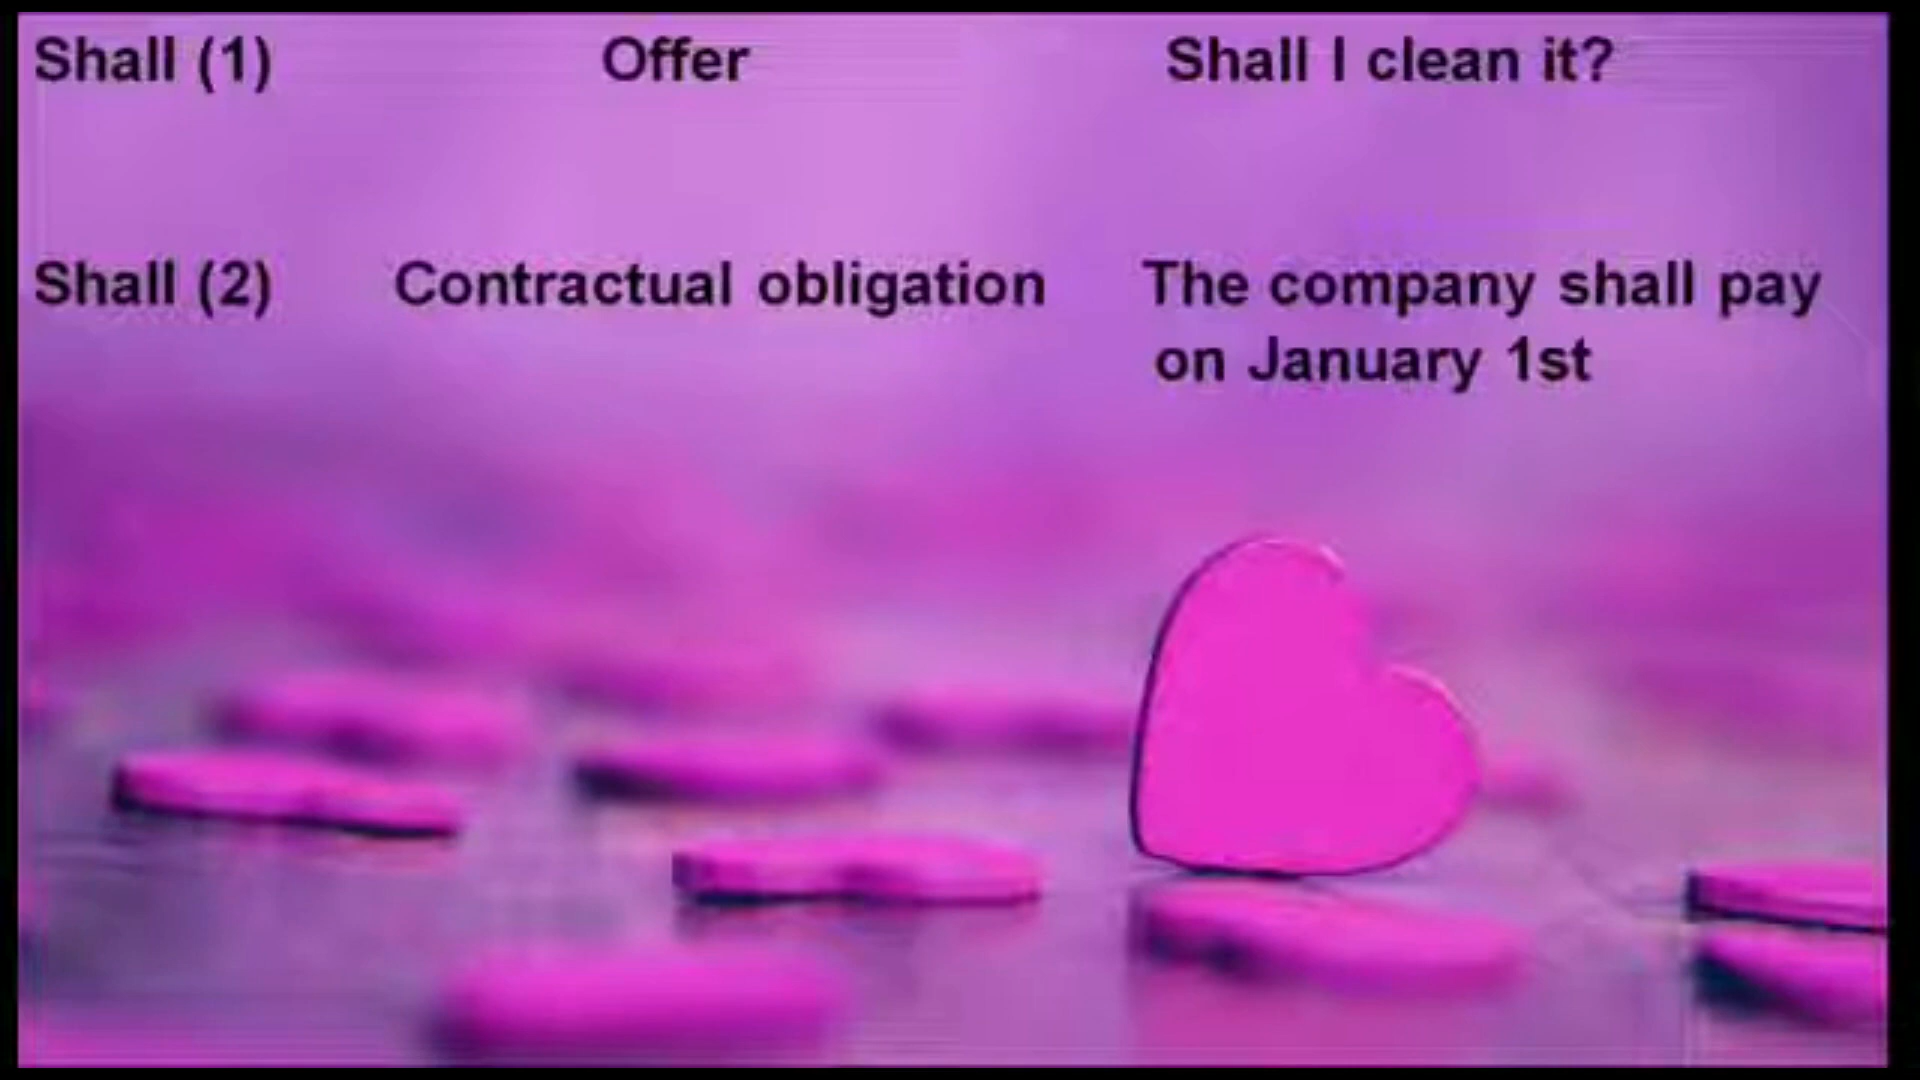 Shall (1) Offer Shall I clean it?
Shall (2) Contractual obligation The company shall pay
on January 1st